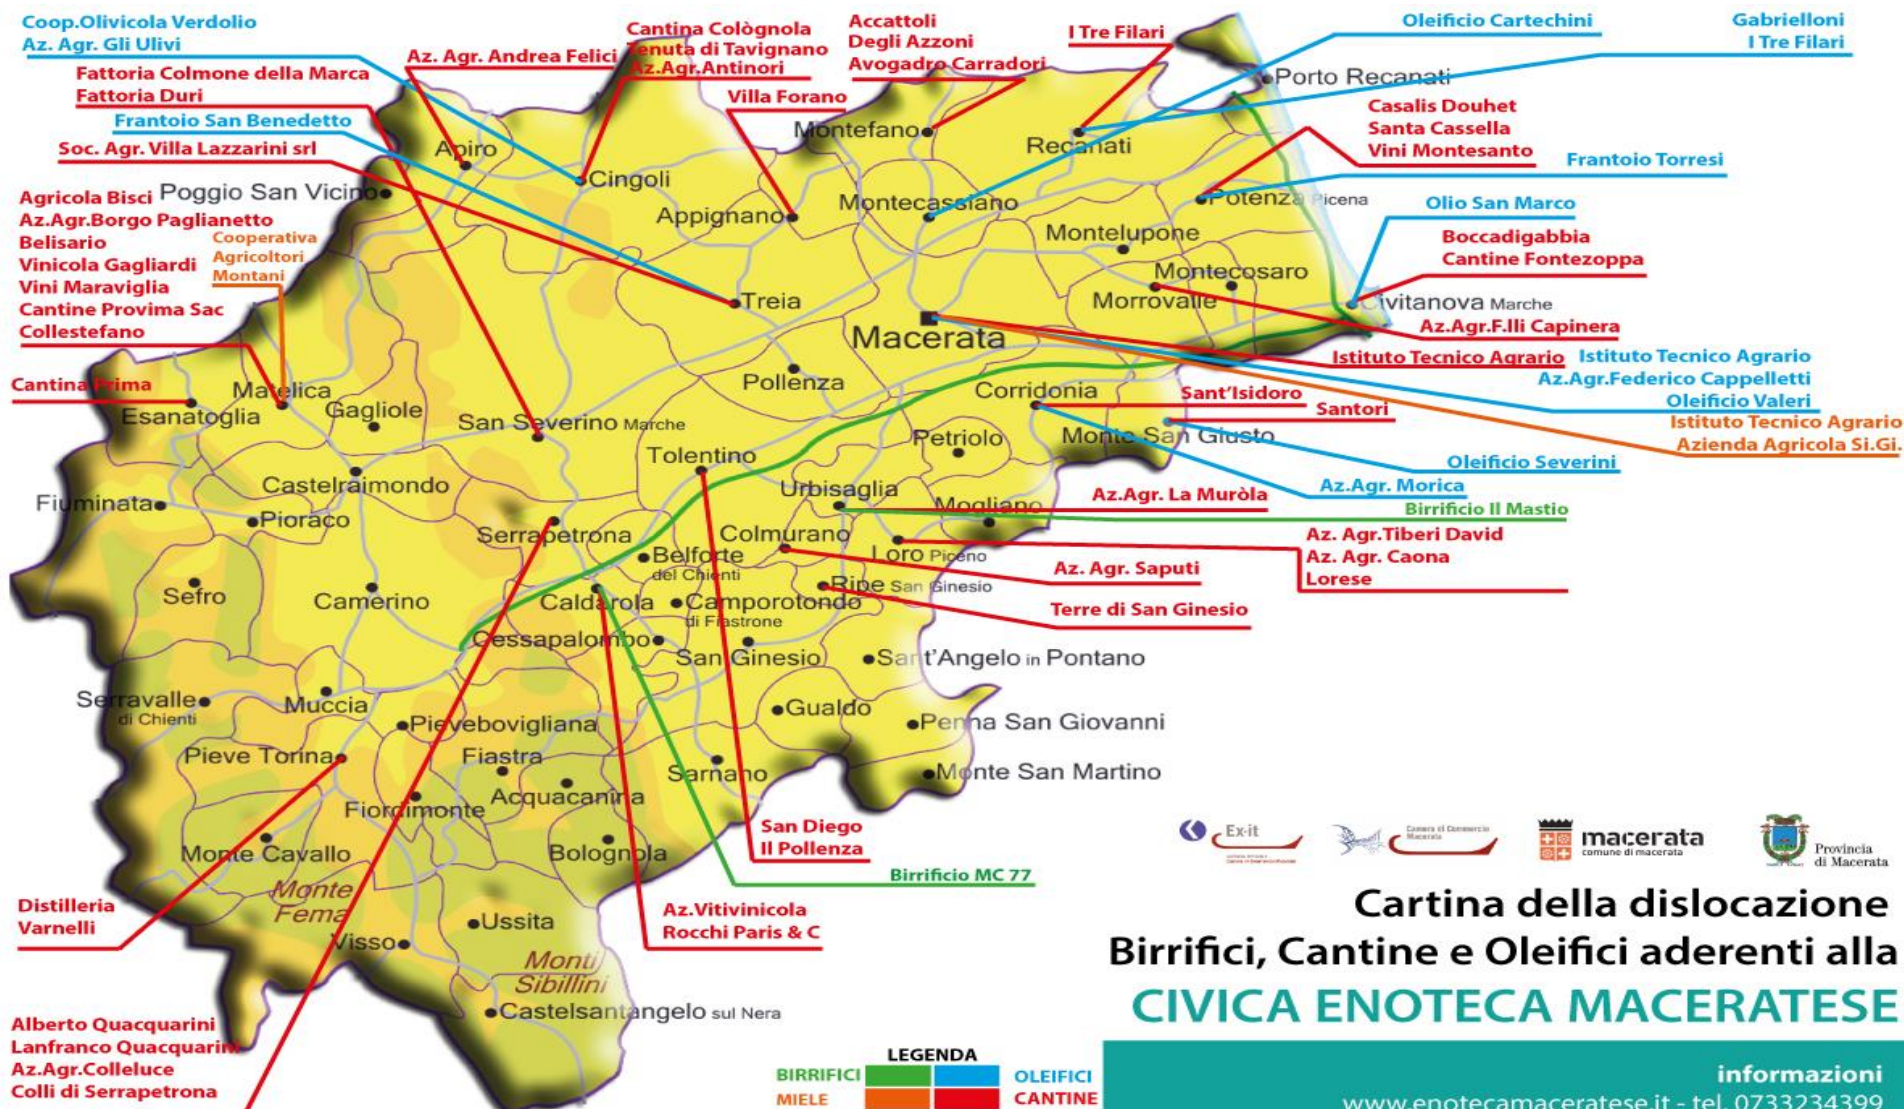 Coop.Olivicola Verdolio
Az. Agr. Gli Ulivi
Fattoria Colmone della Marca
Fattoria Duri
Frantoio San Benedetto
Soc. Agr. Villa Lazzarini srl
Az. Agr. Andrea Felici
Cantina Cològnola
Tenuta di Tavignano
Az.Agr.Antinori
Villa Forano
Accattoli
Degli Azzoni
Avogadro Carradori
I Tre Filari
Oleificio Cartechini
Gabrielloni
I Tre Filari
Casalis Douhet
Santa Cassella
Vini Montesanto
Frantoio Torresi
Olio San Marco
Boccadigabbia
Cantine Fontezoppa
Az.Agr.F.lli Capinera
Istituto Tecnico Agrario
Istituto Tecnico Agrario
Az.Agr.Federico Cappelletti
Oleificio Valeri
Istituto Tecnico Agrario
Azienda Agricola Si.Gi.
Sant'Isidoro
Santori
Oleificio Severini
Az.Agr. Morica
Az.Agr. La Muròla
Birrificio Il Mastio
Az. Agr.Tiberi David
Az. Agr. Caona
Lorese
Az. Agr. Saputi
Terre di San Ginesio
Agricola Bisci
Az.Agr.Borgo Paglianetto
Belisario
Vinicola Gagliardi
Vini Maraviglia
Cantine Provima Sac
Collestefano
Cooperativa
Agricoltori
Montani
Cantina Prima
Distilleria
Varnelli
Alberto Quacquarini
Lanfranco Quacquarini
Az.Agr.Colleluce
Colli di Serrapetrona
San Diego
Il Pollenza
Birrificio MC 77
Az.Vitivinicola
Rocchi Paris & C
Porto Recanati
Montefano
Recanati
Apiro
Poggio San Vicino
Cingoli
Appignano
Montecassiano
Potenza Picena
Montelupone
Montecosaro
Morrovalle
Civitanova Marche
Treia
Macerata
Pollenza
Corridonia
Monte San Giusto
Matelica
Esanatoglia
Gagliole
San Severino Marche
Petriolo
Tolentino
Castelraimondo
Urbisaglia
Mogliano
Fiuminata
Pioraco
Serrapetrona
Colmurano
Loro Piceno
Belforte
del Chienti
Ripe San Ginesio
Sefro
Camerino
Caldarola
Camporotondo
di Fiastrone
Cessapalombo
San Ginesio
Sant'Angelo in Pontano
Serravalle
di Chienti
Muccia
Pievebovigliana
Gualdo
Penna San Giovanni
Pieve Torina
Fiastra
Sarnano
Monte San Martino
Fiordimonte
Acquacanina
Monte Cavallo
Bolognola
Monte
Fema
Ussita
Visso
Monti
Sibillini
Castelsantangelo sul Nera
LEGENDA
BIRRIFICI
OLEIFICI
MIELE
CANTINE
Ex-it
Camera di Commercio
Macerata
macerata
comune di macerata
Provincia
di Macerata
Cartina della dislocazione
Birrifici, Cantine e Oleifici aderenti alla
CIVICA ENOTECA MACERATESE
informazioni
www.enotecamaceratese.it - tel. 0733234399